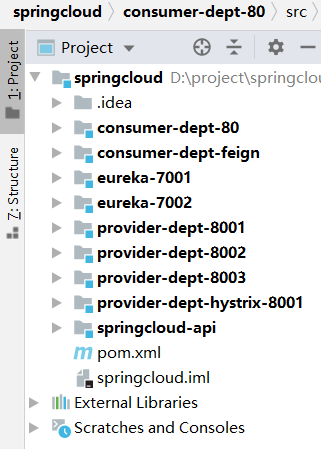 springcloud > consumer-dept-80 > src
Project
1: Project
7: Structure
springcloud D:\project\springclou
.idea
consumer-dept-80
consumer-dept-feign
eureka-7001
eureka-7002
provider-dept-8001
provider-dept-8002
provider-dept-8003
provider-dept-hystrix-8001
springcloud-api
m pom.xml
springcloud.iml
External Libraries
Scratches and Consoles